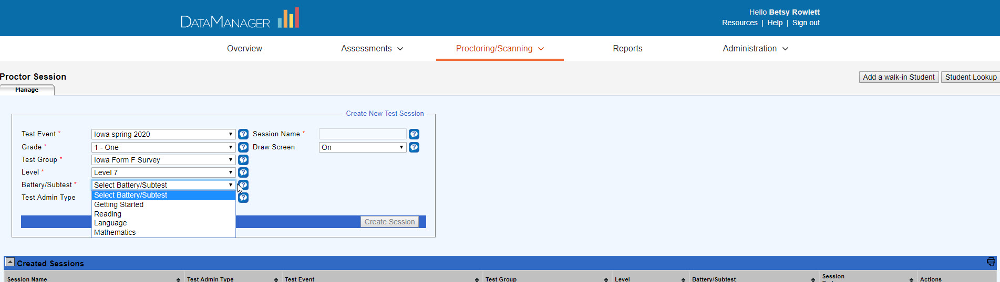 DATAMANAGER
Hello Betsy Rowlett
Resources | Help | Sign out
Overview Assessments Proctoring/Scanning Reports Administration
Proctor Session
Add a walk-in Student Student Lookup
Manage
Create New Test Session
Test Event * Iowa spring 2020 Session Name *
Grade * 1 - One Draw Screen On
Test Group * Iowa Form F Survey
Level * Level 7
Battery/Subtest * Select Battery/Subtest
Select Battery/Subtest
Test Admin Type
Getting Started
Reading
Language
Mathematics
Create Session
Created Sessions
Session Name Test Admin Type Test Event Test Group Level Battery/Subtest Session Actions